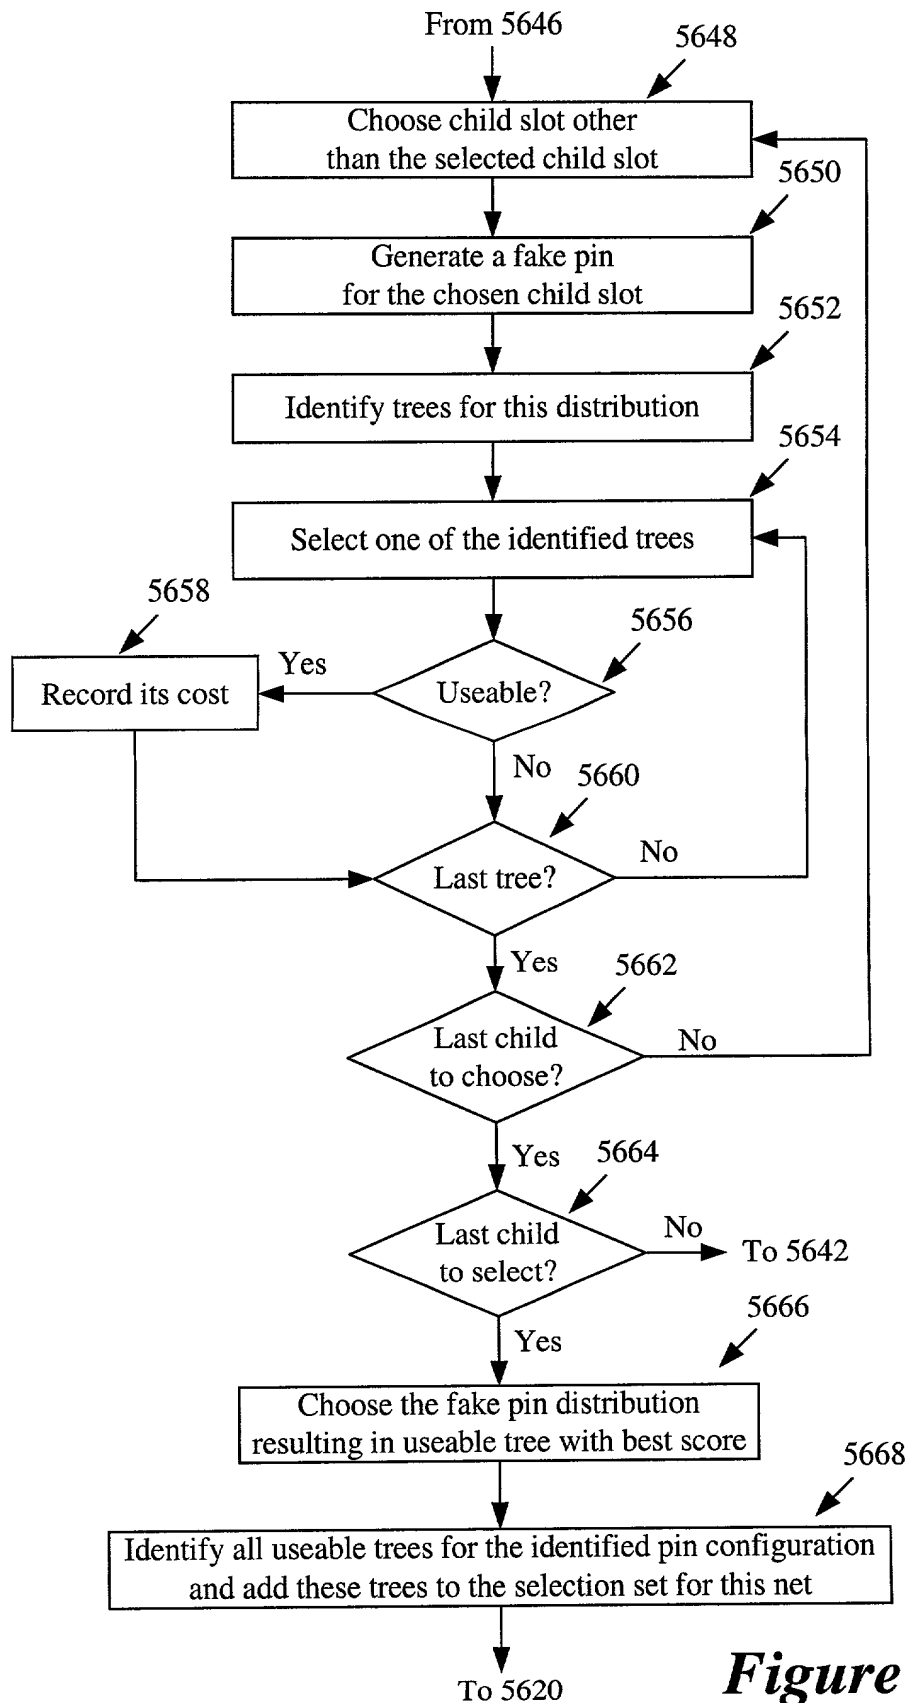 From 5646
5648
Choose child slot other
than the selected child slot
5650
Generate a fake pin
for the chosen child slot
5652
Identify trees for this distribution
5654
Select one of the identified trees
5658
5656
Yes
Record its cost
Useable?
No
5660
No
Last tree?
Yes
5662
Last child
to choose?
No
Yes
5664
Last child
to select?
No
To 5642
5666
Yes
Choose the fake pin distribution
resulting in useable tree with best score
5668
Identify all useable trees for the identified pin configuration
and add these trees to the selection set for this net
To 5620
Figure